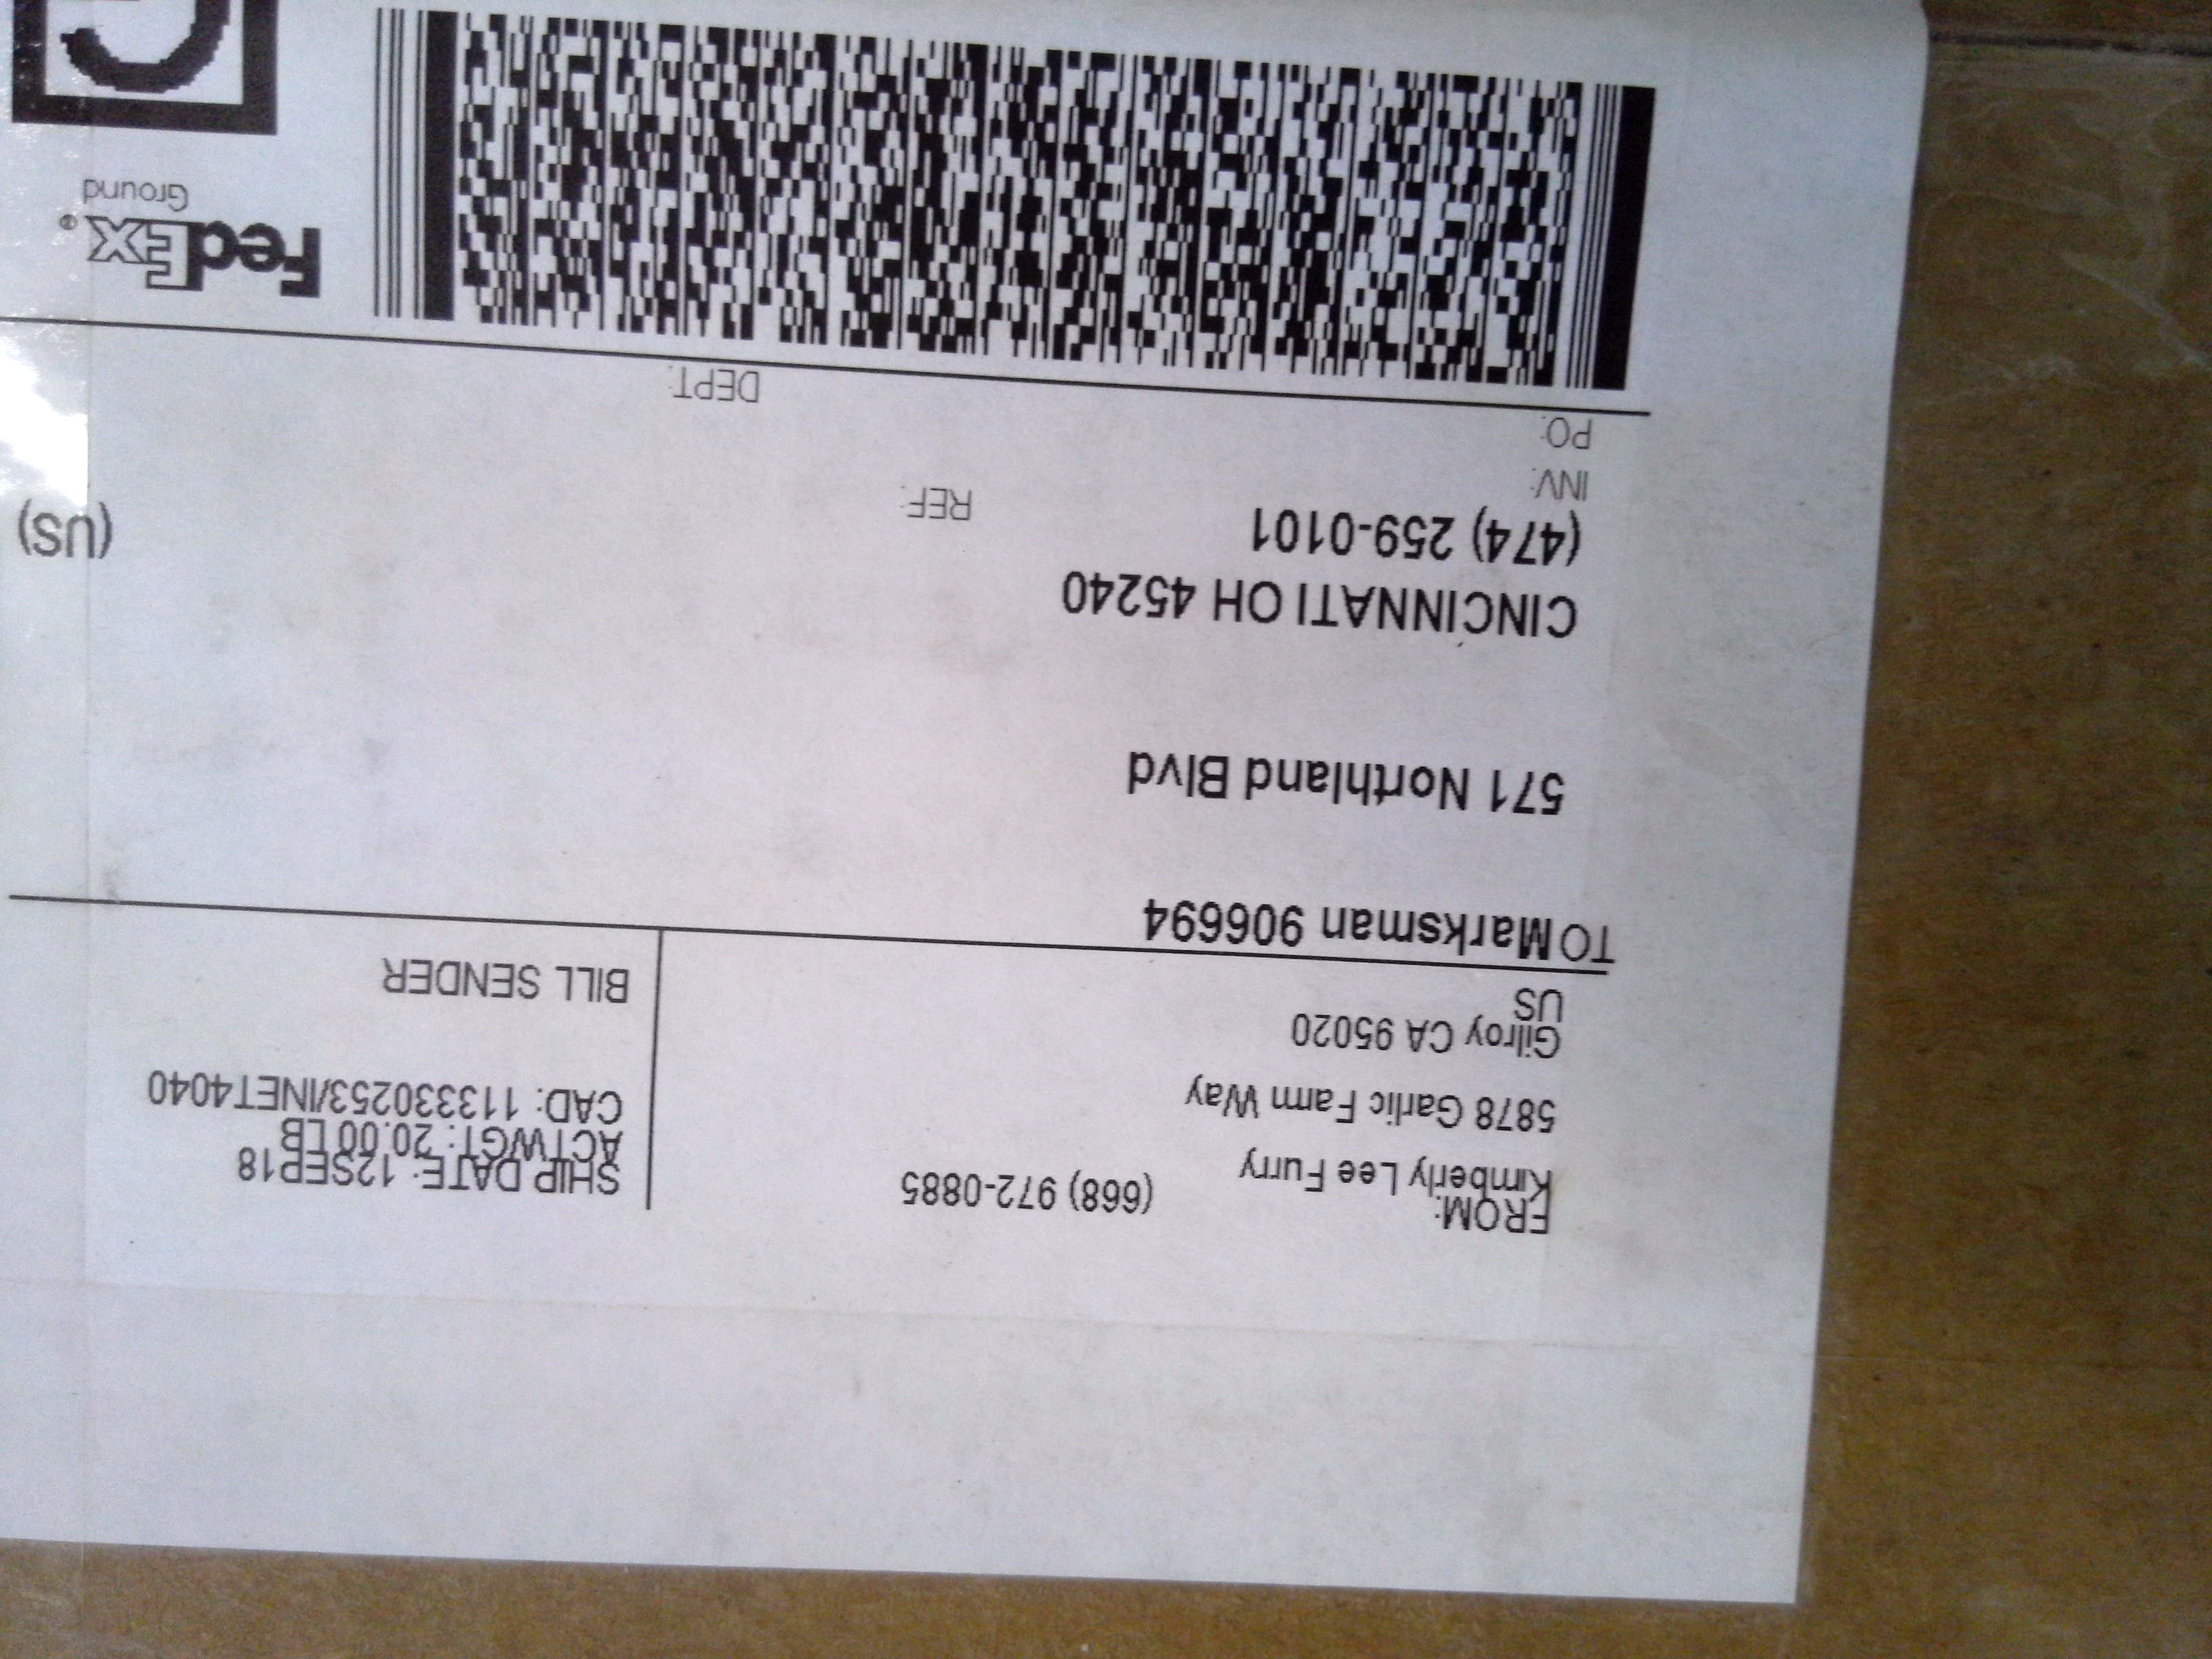 FROM:
Kimberly Lee Furry
(668) 972-0885
5878 Garlic Farm Way
Gilroy CA 95020
US
SHIP DATE: 12SEP18
ACTWGT: 20.00 LB
CAD: 113330253/INET4040
BILL SENDER
TO Marksman 906694
571 Northland Blvd
CINCINNATI OH 45240
(US)
(474) 259-0101
REF:
INV:
PO:
DEPT:
FedEx®
Ground